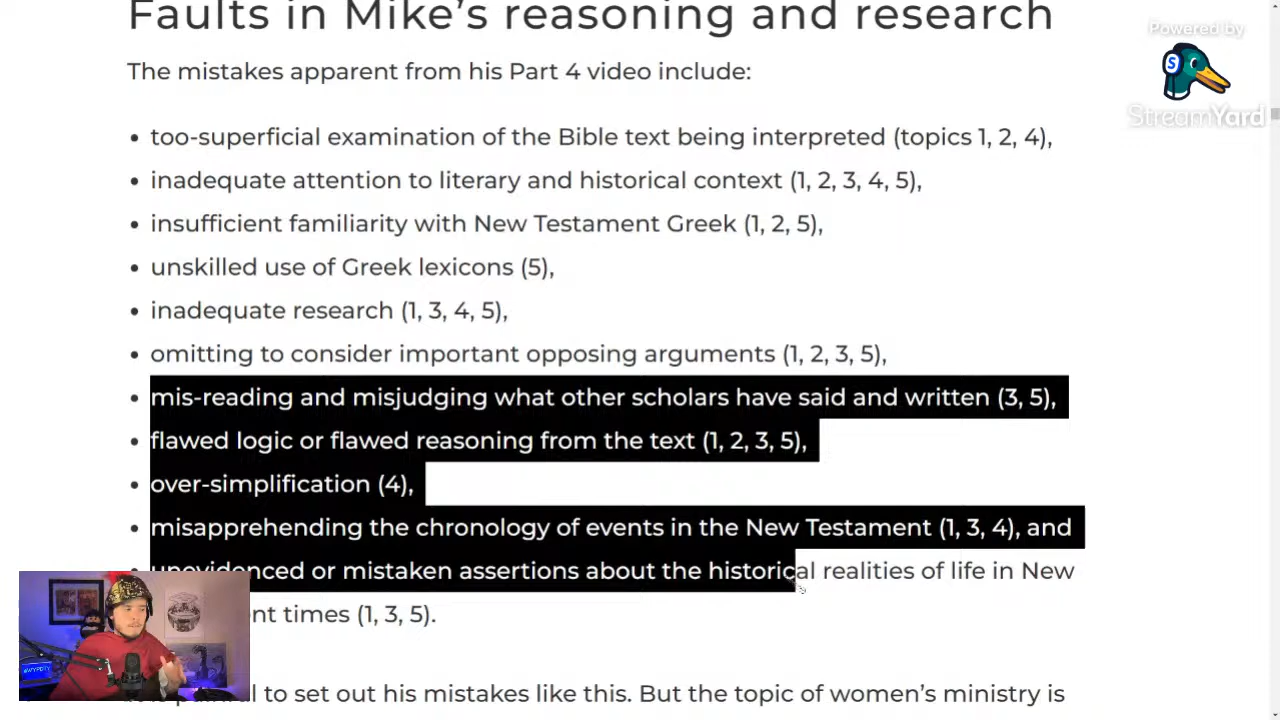 Faults in Mike's reasoning and research
Powered by
S
StreamYard
The mistakes apparent from his Part 4 video include:
• too-superficial examination of the Bible text being interpreted (topics 1, 2, 4),
• inadequate attention to literary and historical context (1, 2, 3, 4, 5),
• insufficient familiarity with New Testament Greek (1, 2, 5),
• unskilled use of Greek lexicons (5),
• inadequate research (1, 3, 4, 5),
• omitting to consider important opposing arguments (1, 2, 3, 5),
• mis-reading and misjudging what other scholars have said and written (3, 5),
• flawed logic or flawed reasoning from the text (1, 2, 3, 5),
• over-simplification (4),
• misapprehending the chronology of events in the New Testament (1, 3, 4), and
• unevidenced or mistaken assertions about the historical realities of life in New
times (1, 3, 5).
#WYPDTY
to set out his mistakes like this. But the topic of women's ministry is